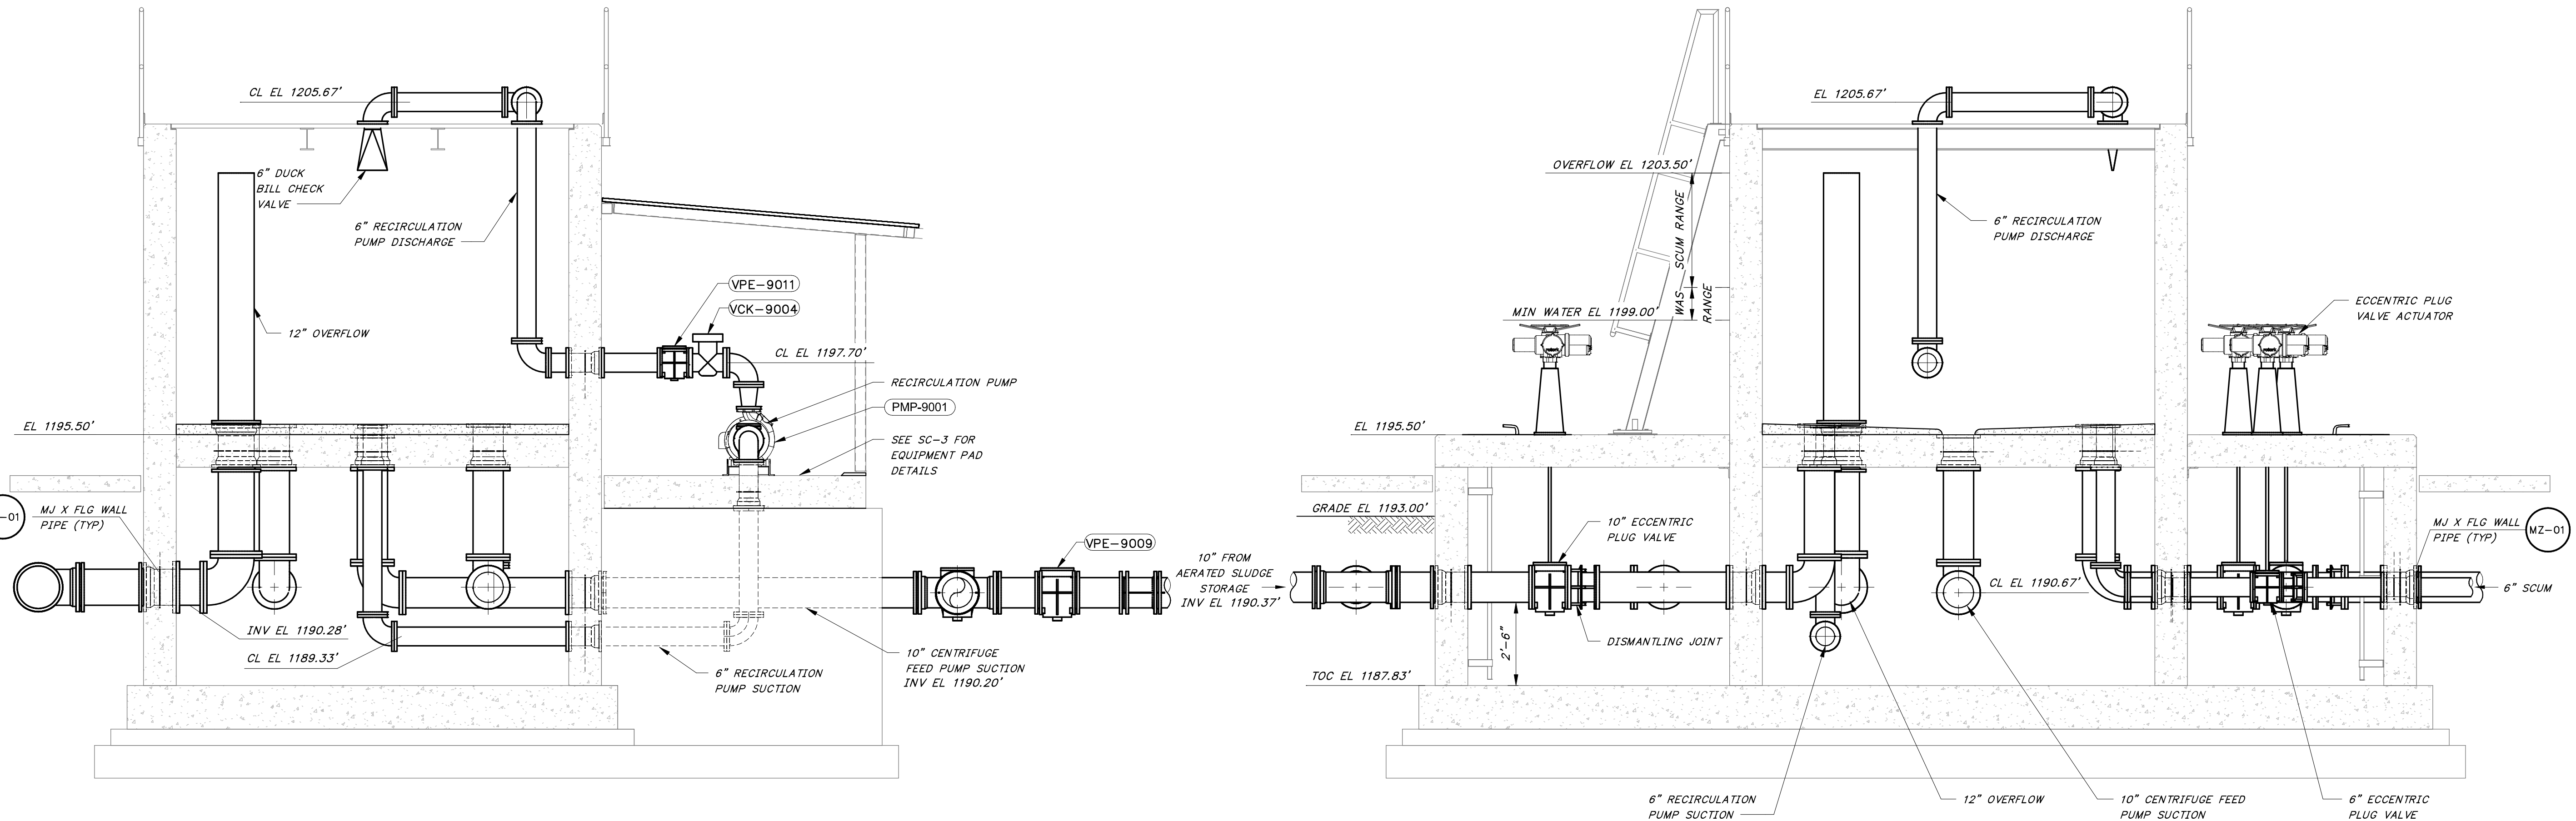 CL EL 1205.67'
6" DUCK
BILL CHECK
VALVE
6" RECIRCULATION
PUMP DISCHARGE
12" OVERFLOW
VPE-9011
VCK-9004
CL EL 1197.70'
RECIRCULATION PUMP
PMP-9001
SEE SC-3 FOR
EQUIPMENT PAD
DETAILS
EL 1195.50'
-01
MJ X FLG WALL
PIPE (TYP)
VPE-9009
INV EL 1190.28'
CL EL 1189.33'
6" RECIRCULATION
PUMP SUCTION
10" CENTRIFUGE
FEED PUMP SUCTION
INV EL 1190.20'
EL 1205.67'
OVERFLOW EL 1203.50'
SCUM RANGE
WAS
RANGE
MIN WATER EL 1199.00'
6" RECIRCULATION
PUMP DISCHARGE
ECCENTRIC PLUG
VALVE ACTUATOR
EL 1195.50'
GRADE EL 1193.00'
10" ECCENTRIC
PLUG VALVE
10" FROM
AERATED SLUDGE
STORAGE
INV EL 1190.37'
CL EL 1190.67'
MJ X FLG WALL
PIPE (TYP)
MZ-01
6" SCUM
DISMANTLING JOINT
2'-6"
TOC EL 1187.83'
6" RECIRCULATION
PUMP SUCTION
12" OVERFLOW
10" CENTRIFUGE FEED
PUMP SUCTION
6" ECCENTRIC
PLUG VALVE